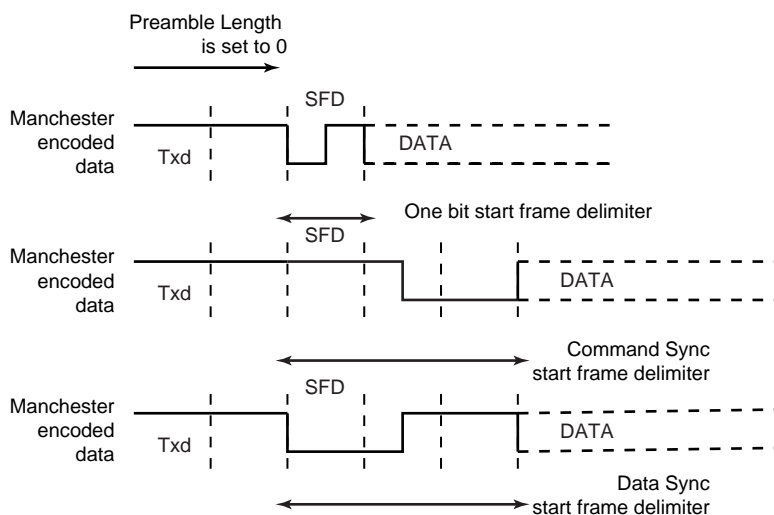 Preamble Length
is set to 0
SFD
Manchester
encoded
data
Txd
DATA
One bit start frame delimiter
SFD
Manchester
encoded
data
Txd
DATA
Command Sync
start frame delimiter
SFD
Manchester
encoded
data
Txd
DATA
Data Sync
start frame delimiter